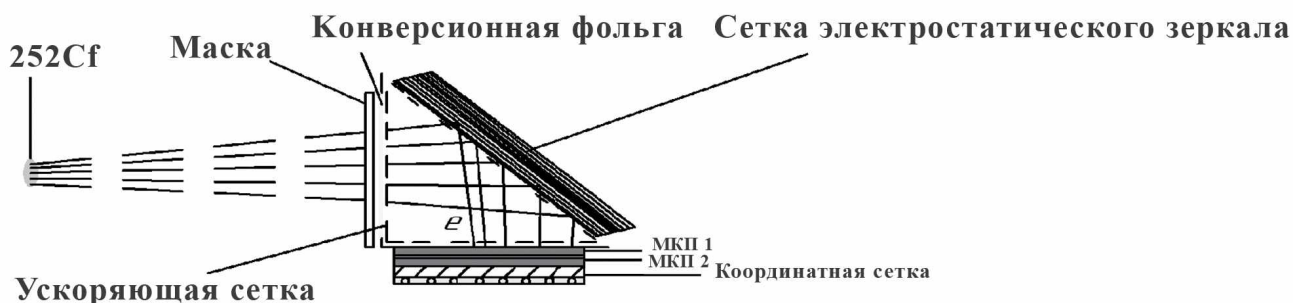 Конверсионная фольга
Сетка электростатического зеркала
Маска
252Cf
e
МКП 1
МКП 2
Координатная сетка
Ускоряющая сетка